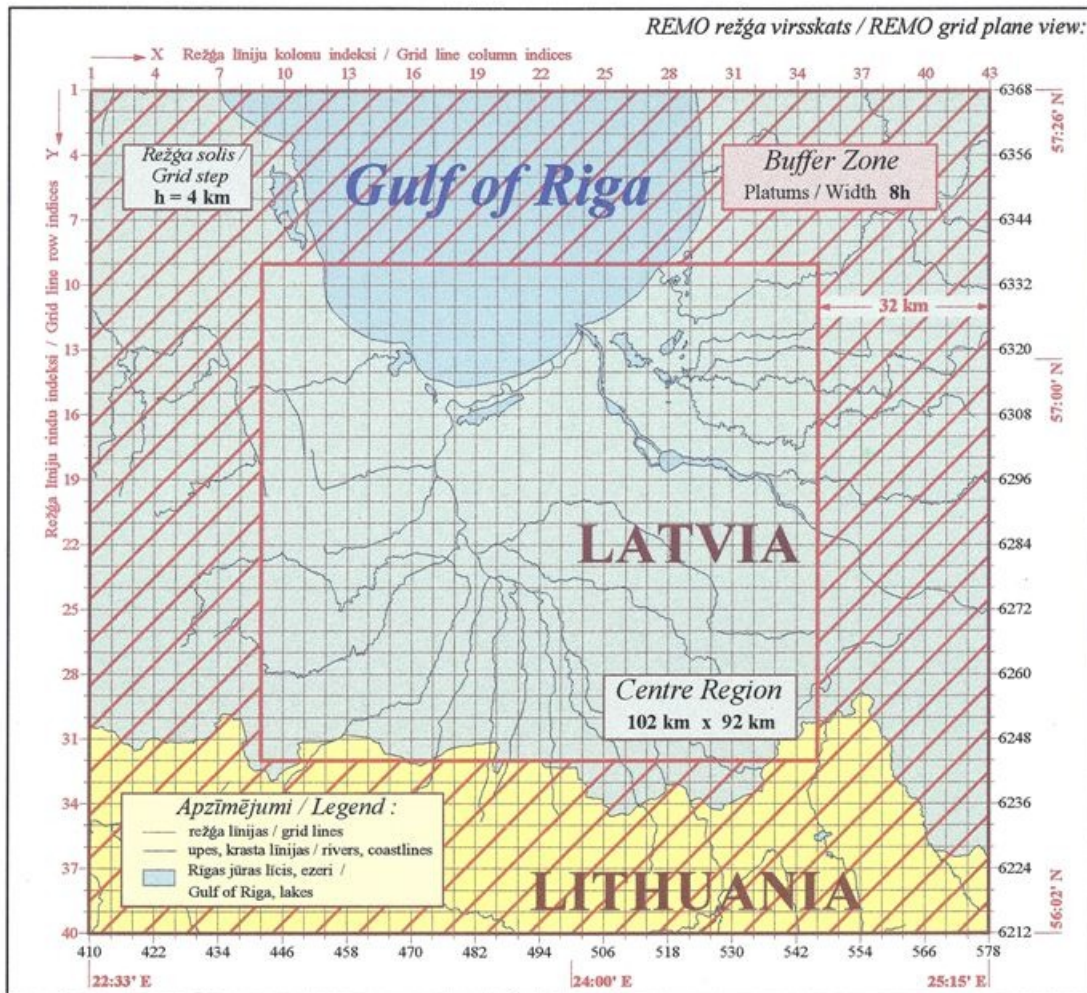 REMO režģa virsskats / REMO grid plane view:
X Režģa līniju kolonu indeksi / Grid line column indices
1 4 7 10 13 16 19 22 25 28 31 34 37 40 43
Y
Režģa līniju rindu indeksi / Grid line row indices
1
4
7
10
13
16
19
22
25
28
31
34
37
40
Režģa solis /
Grid step
h = 4 km
Gulf of Riga
Buffer Zone
Platums / Width 8h
32 km
LATVIA
Centre Region
102 km x 92 km
Apzīmējumi / Legend :
režģa līnijas / grid lines
upes, krasta līnijas / rivers, coastlines
Rīgas jūras līcis, ezeri /
Gulf of Riga, lakes
LITHUANIA
6368
6356
6344
6332
6320
6308
6296
6284
6272
6260
6248
6236
6224
6212
57:26' N
57:00' N
56:02' N
410 422 434 446 458 470 482 494 506 518 530 542 554 566 578
22:33' E 24:00' E 25:15' E